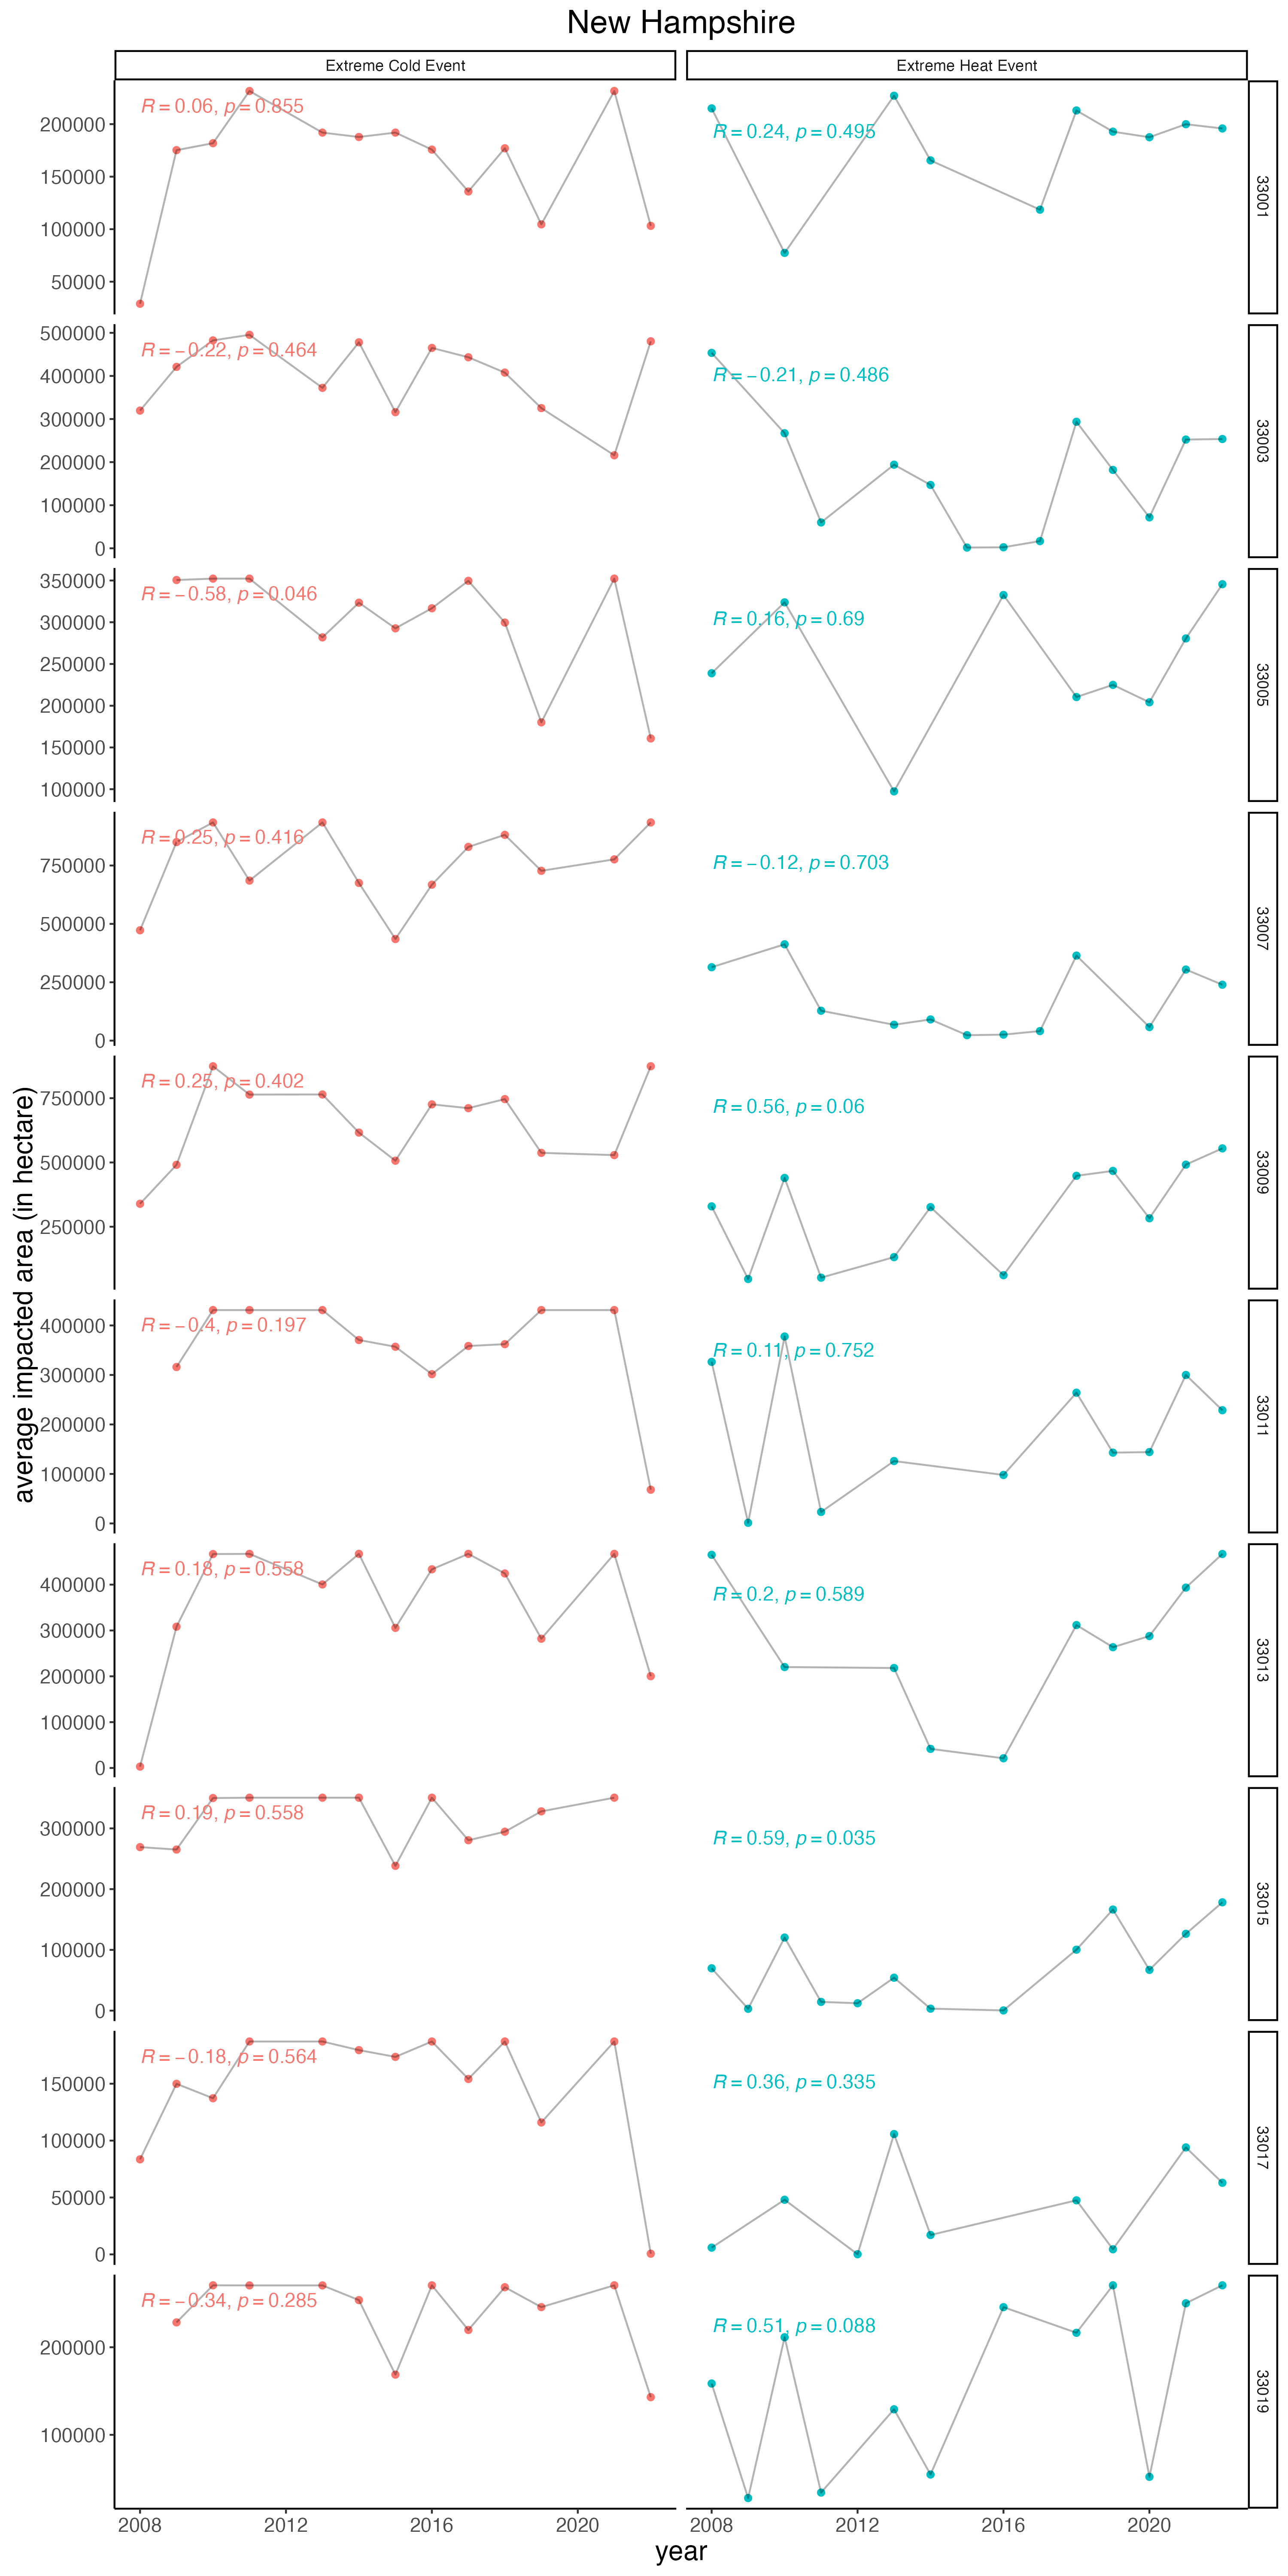 New Hampshire
Extreme Cold Event
Extreme Heat Event
R = 0.06, p = 0.855
R = 0.24, p = 0.495
200000
150000
100000
50000
33001
R = −0.22, p = 0.464
R = −0.21, p = 0.486
500000
400000
300000
200000
100000
0
33003
R = −0.58, p = 0.046
R = 0.16, p = 0.69
350000
300000
250000
200000
150000
100000
33005
R = 0.25, p = 0.416
R = −0.12, p = 0.703
750000
500000
250000
0
33007
R = 0.25, p = 0.402
R = 0.56, p = 0.06
750000
500000
250000
33009
average impacted area (in hectare)
R = −0.4, p = 0.197
R = 0.11, p = 0.752
400000
300000
200000
100000
0
33011
R = 0.18, p = 0.558
R = 0.2, p = 0.589
400000
300000
200000
100000
0
33013
R = 0.19, p = 0.558
R = 0.59, p = 0.035
300000
200000
100000
0
33015
R = −0.18, p = 0.564
R = 0.36, p = 0.335
150000
100000
50000
0
33017
R = −0.34, p = 0.285
R = 0.51, p = 0.088
200000
100000
33019
2008 2012 2016 2020
2008 2012 2016 2020
year